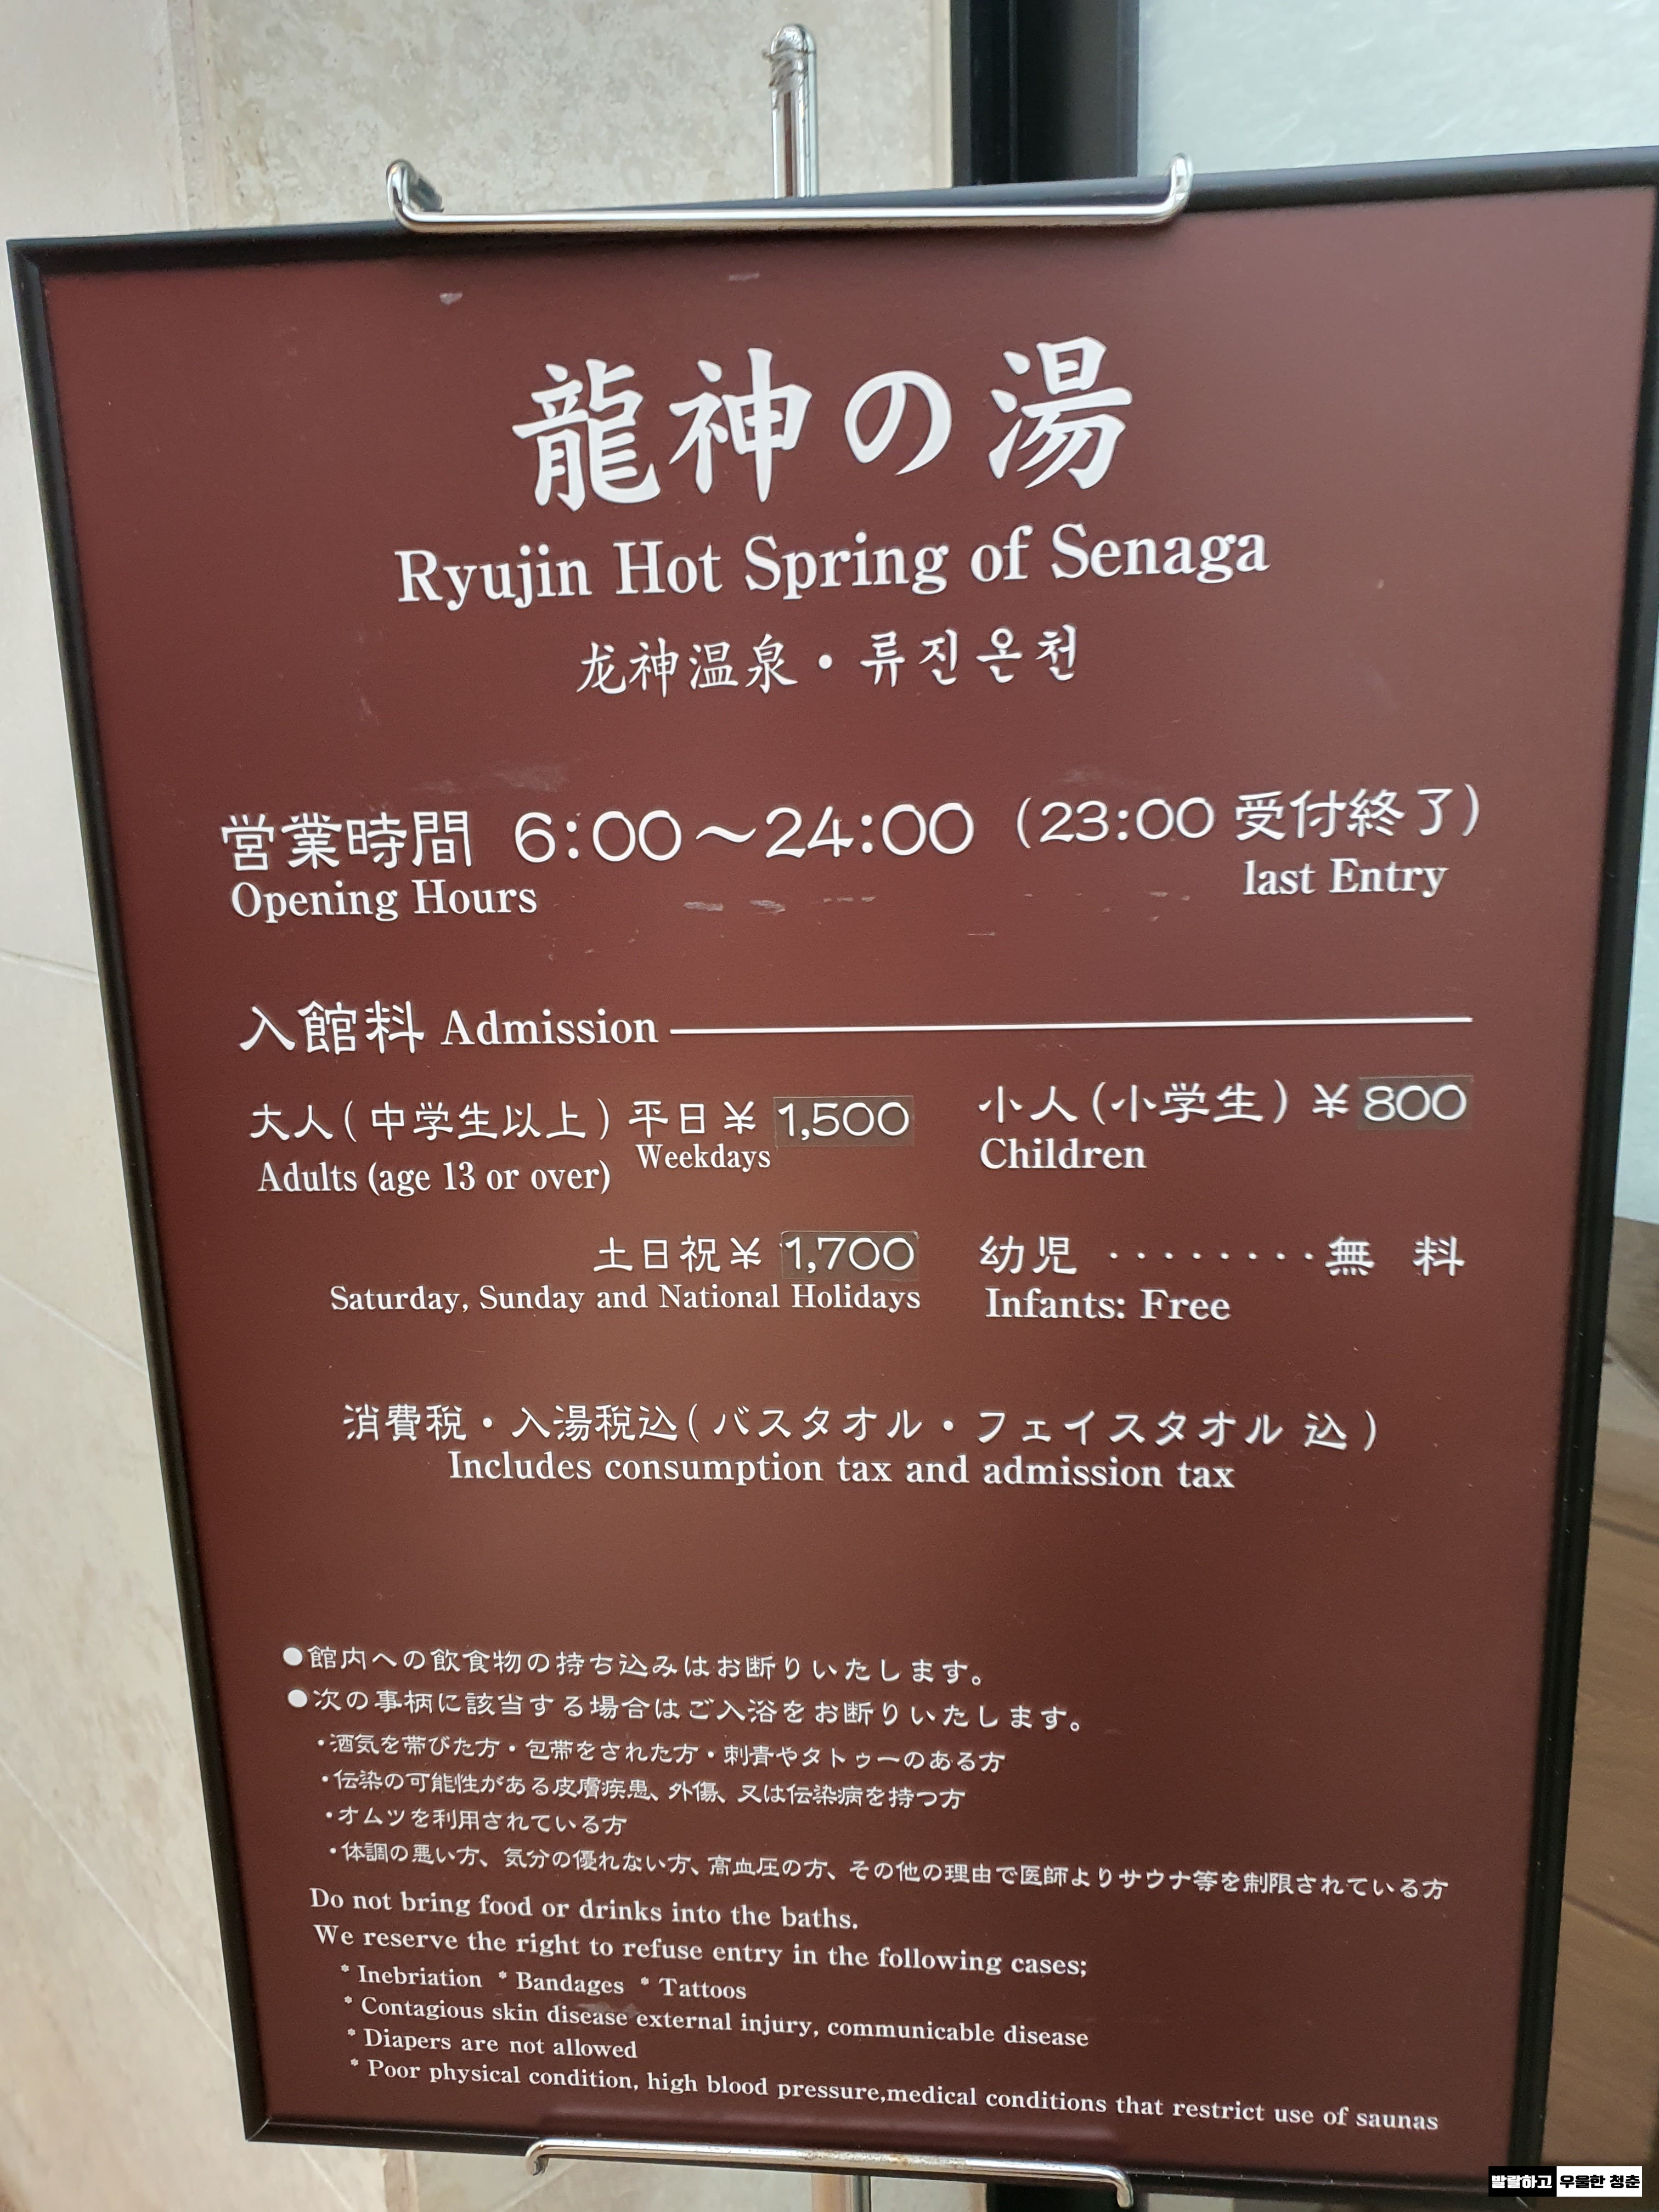 龍神の湯
Ryujin Hot Spring of Senaga
龙神温泉・류진온천
営業時間 6:00～24:00 (23:00 受付終了)
Opening Hours last Entry
入館料 Admission
大人(中学生以上) 平日¥ 1,500 小人(小学生)¥800
Adults (age 13 or over) Weekdays Children
土日祝¥ 1,700 幼児 ········無 料
Saturday, Sunday and National Holidays Infants: Free
消費税・入湯税込(バスタオル・フェイスタオル 込)
Includes consumption tax and admission tax
●館内への飲食物の持ち込みはお断りいたします。
●次の事柄に該当する場合はご入浴をお断りいたします。
・酒気を帯びた方・包帯をされた方・刺青やタトゥーのある方
・伝染の可能性がある皮膚疾患、外傷、又は伝染病を持つ方
・オムツを利用されている方
・体調の悪い方、気分の優れない方、高血圧の方、その他の理由で医師よりサウナ等を制限されている方
Do not bring food or drinks into the baths.
We reserve the right to refuse entry in the following cases;
* Inebriation * Bandages * Tattoos
* Contagious skin disease external injury, communicable disease
* Diapers are not allowed
* Poor physical condition, high blood pressure,medical conditions that restrict use of saunas
발랄하고 우울한 청춘